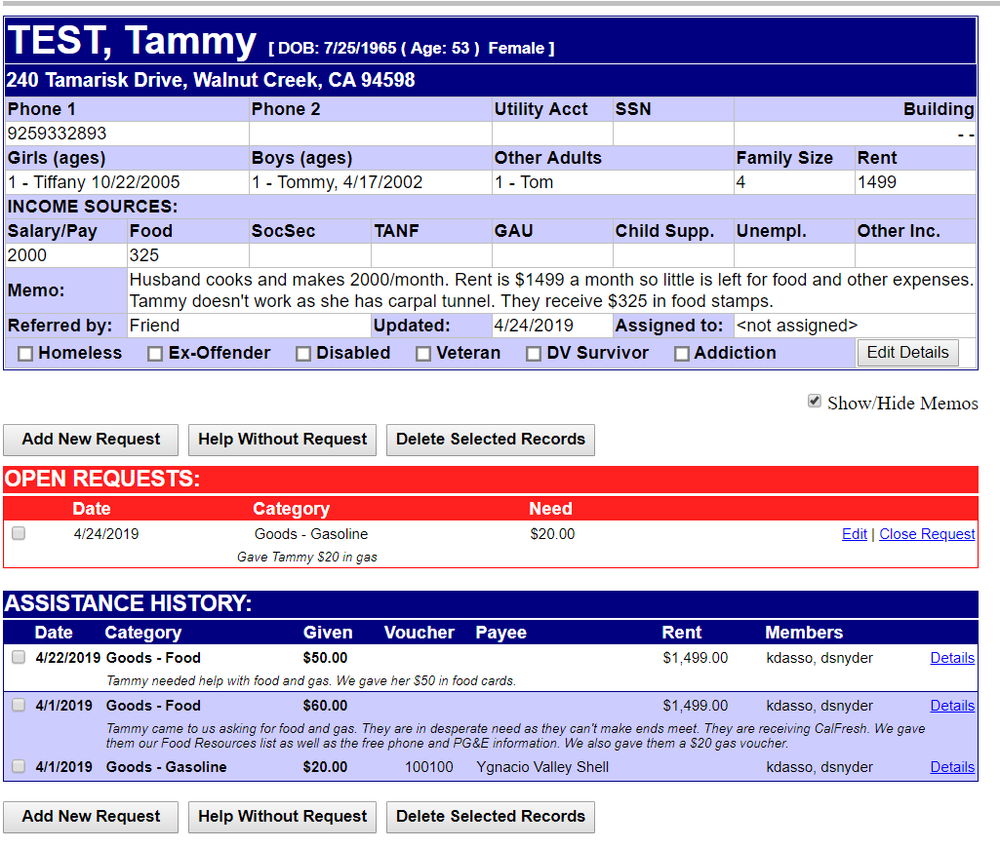 TEST, Tammy [ DOB: 7/25/1965 ( Age: 53 ) Female ]
240 Tamarisk Drive, Walnut Creek, CA 94598
Phone 1 Phone 2 Utility Acct SSN Building
9259332893 - -
Girls (ages) Boys (ages) Other Adults Family Size Rent
1 - Tiffany 10/22/2005 1 - Tommy, 4/17/2002 1 - Tom 4 1499
INCOME SOURCES:
Salary/Pay Food SocSec TANF GAU Child Supp. Unempl. Other Inc.
2000 325
Memo: Husband cooks and makes 2000/month. Rent is $1499 a month so little is left for food and other expenses.
Tammy doesn't work as she has carpal tunnel. They receive $325 in food stamps.
Referred by: Friend Updated: 4/24/2019 Assigned to: <not assigned>
Homeless Ex-Offender Disabled Veteran DV Survivor Addiction Edit Details
Show/Hide Memos
Add New Request Help Without Request Delete Selected Records
OPEN REQUESTS:
Date Category Need
4/24/2019 Goods - Gasoline $20.00 Edit | Close Request
Gave Tammy $20 in gas
ASSISTANCE HISTORY:
Date Category Given Voucher Payee Rent Members
4/22/2019 Goods - Food $50.00 $1,499.00 kdasso, dsnyder Details
Tammy needed help with food and gas. We gave her $50 in food cards.
4/1/2019 Goods - Food $60.00 $1,499.00 kdasso, dsnyder Details
Tammy came to us asking for food and gas. They are in desperate need as they can't make ends meet. They are receiving CalFresh. We gave
them our Food Resources list as well as the free phone and PG&E information. We also gave them a $20 gas voucher.
4/1/2019 Goods - Gasoline $20.00 100100 Ygnacio Valley Shell kdasso, dsnyder Details
Add New Request Help Without Request Delete Selected Records